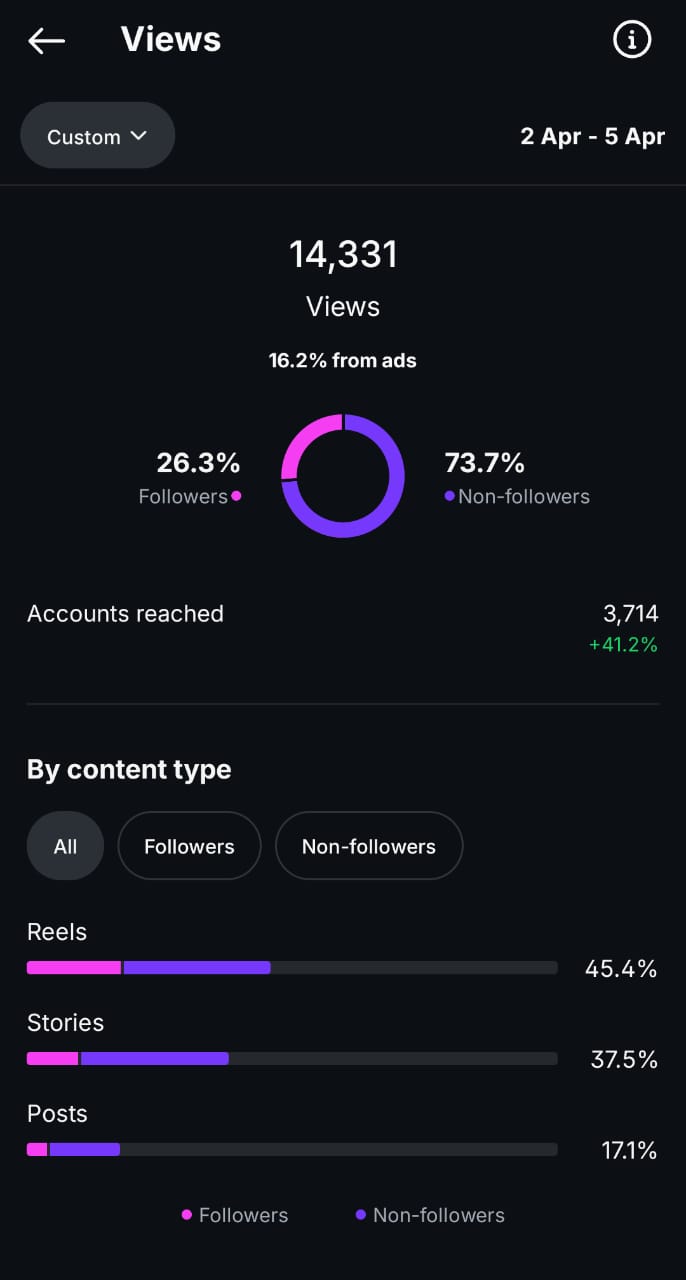 Views
Custom
2 Apr - 5 Apr
14,331
Views
16.2% from ads
26.3%
Followers
73.7%
Non-followers
Accounts reached
3,714
+41.2%
By content type
All
Followers
Non-followers
Reels
45.4%
Stories
37.5%
Posts
17.1%
Followers
Non-followers